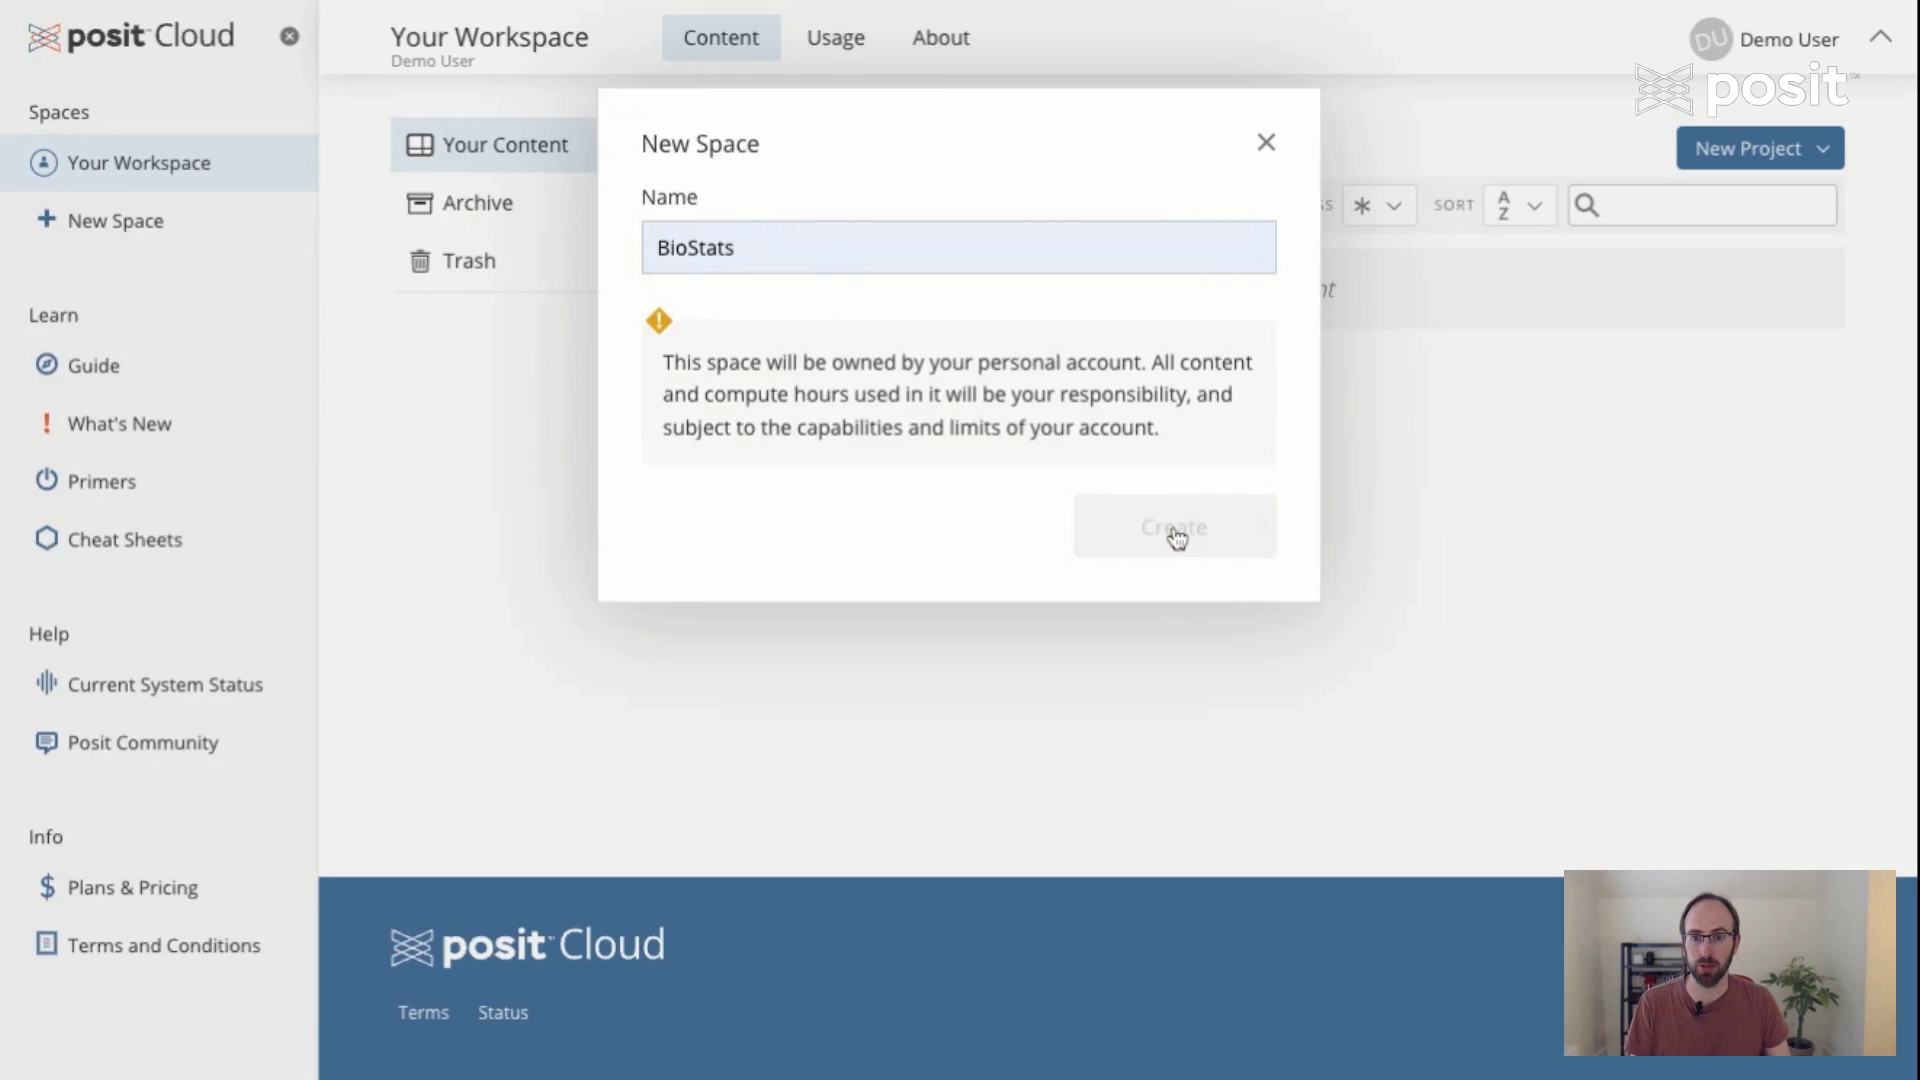 posit Cloud
Spaces
Your Workspace
New Space
Learn
Guide
What's New
Primers
Cheat Sheets
Help
Current System Status
Posit Community
Info
Plans & Pricing
Terms and Conditions
Your Workspace
Demo User
Content
Usage
About
DU
Demo User
posit™
Your Content
Archive
Trash
New Project
SORT
A
Z
New Space
Name
BioStats
This space will be owned by your personal account. All content
and compute hours used in it will be your responsibility, and
subject to the capabilities and limits of your account.
Create
posit Cloud
Terms
Status